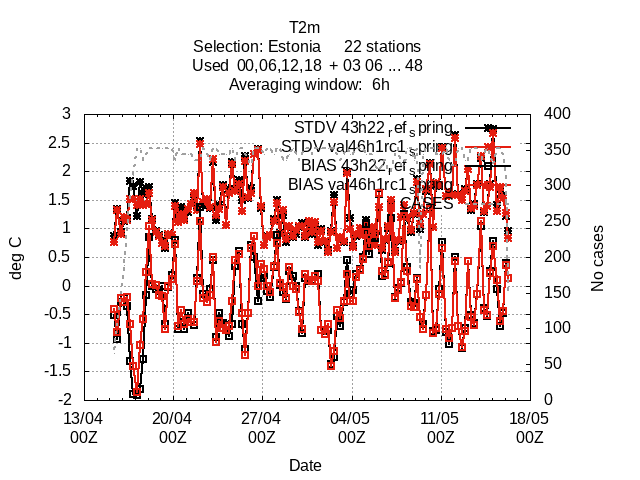 T2m
Selection: Estonia 22 stations
Used 00,06,12,18 + 03 06 ... 48
Averaging window: 6h
STDV 43h22_ref_spring
STDV val46h1rc1_spring
BIAS 43h22_ref_spring
BIAS val46h1rc1_spring
CASES
deg C
No cases
3
2.5
2
1.5
1
0.5
0
-0.5
-1
-1.5
-2
400
350
300
250
200
150
100
50
0
13/04 20/04 27/04 04/05 11/05 18/05
00Z 00Z 00Z 00Z 00Z 00Z
Date